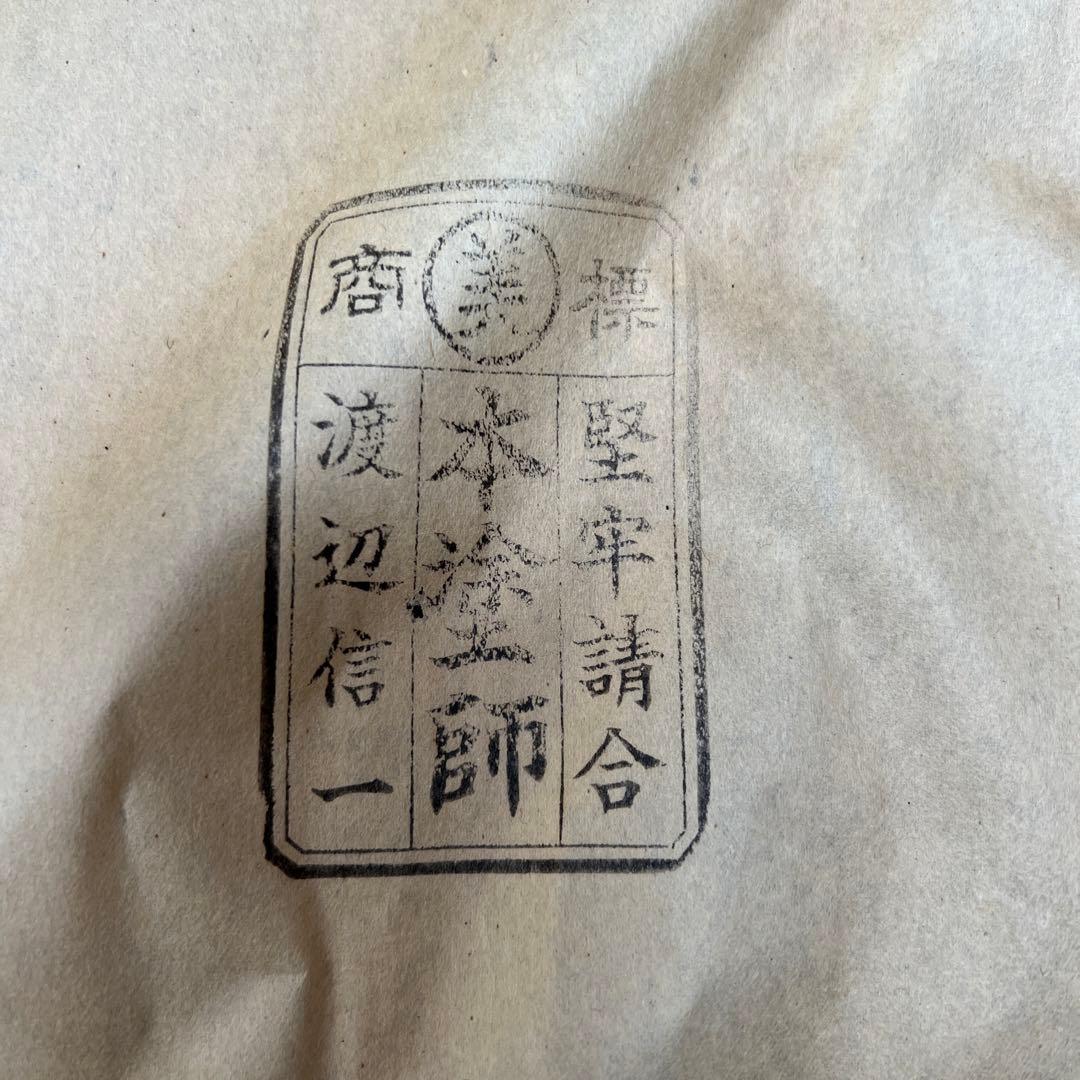 商 美 標
堅牢請合
本塗師
渡辺信一